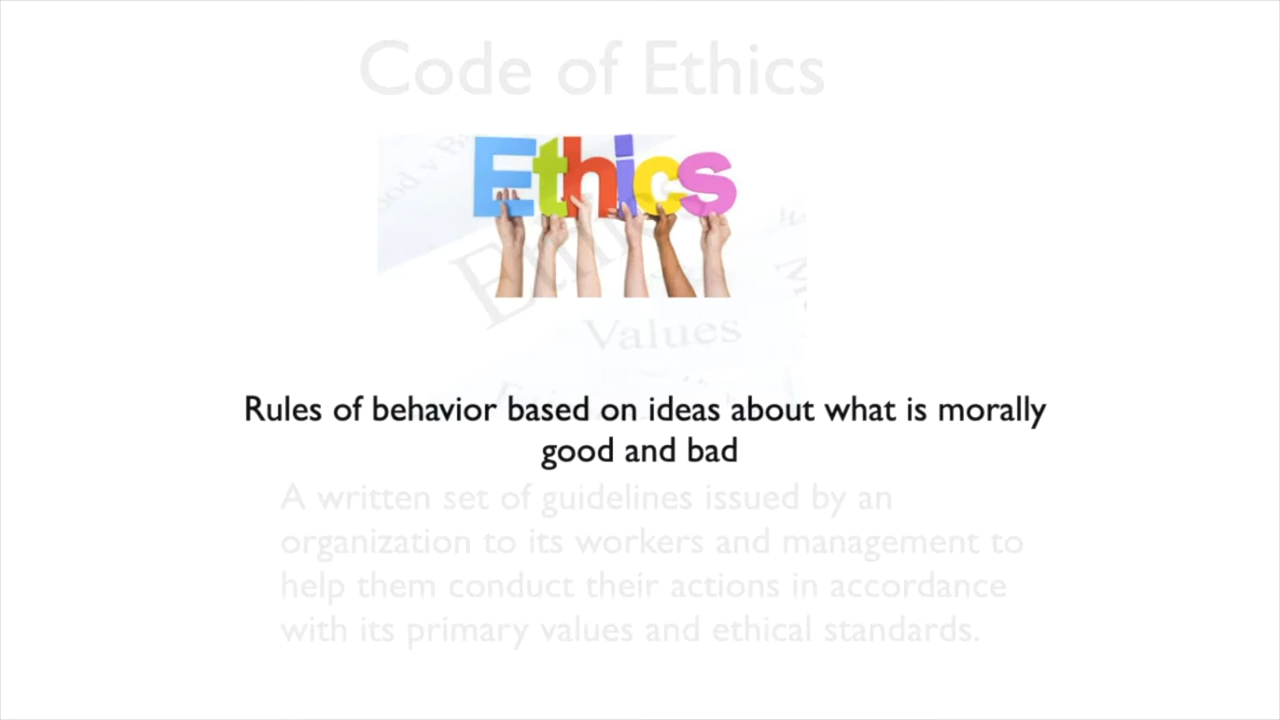 Code of Ethics
Ethics
Values
Rules of behavior based on ideas about what is morally
good and bad
A written set of guidelines issued by an
organization to its workers and management to
help them conduct their actions in accordance
with its primary values and ethical standards.